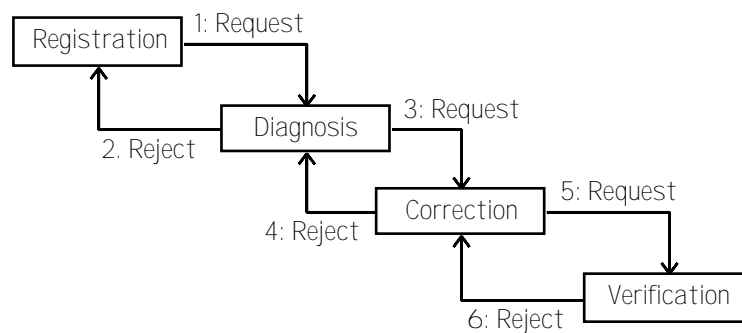 1: Request
Registration
3: Request
Diagnosis
2. Reject
5: Request
Correction
4: Reject
Verification
6: Reject